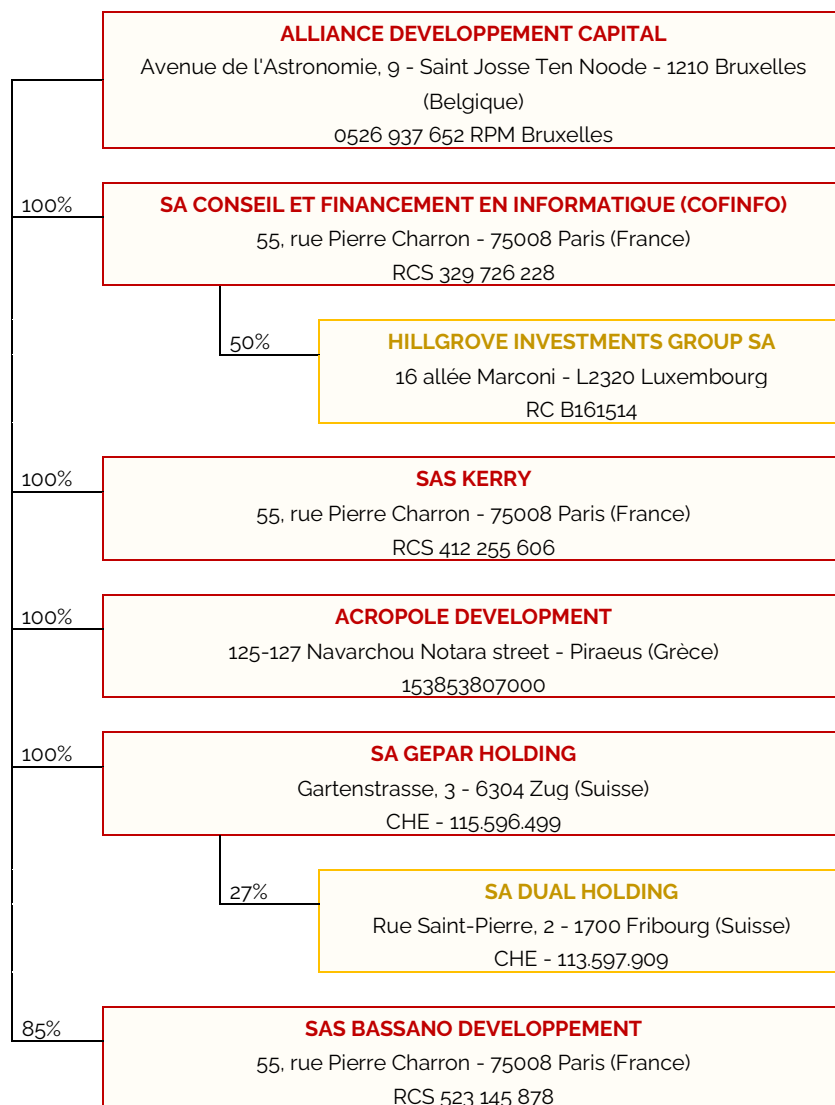 ALLIANCE DEVELOPPEMENT CAPITAL
Avenue de l'Astronomie, 9 - Saint Josse Ten Noode - 1210 Bruxelles
(Belgique)
0526 937 652 RPM Bruxelles
100%
SA CONSEIL ET FINANCEMENT EN INFORMATIQUE (COFINFO)
55, rue Pierre Charron - 75008 Paris (France)
RCS 329 726 228
50%
HILLGROVE INVESTMENTS GROUP SA
16 allée Marconi - L2320 Luxembourg
RC B161514
100%
SAS KERRY
55, rue Pierre Charron - 75008 Paris (France)
RCS 412 255 606
100%
ACROPOLE DEVELOPMENT
125-127 Navarchou Notara street - Piraeus (Grèce)
153853807000
100%
SA GEPAR HOLDING
Gartenstrasse, 3 - 6304 Zug (Suisse)
CHE - 115.596.499
27%
SA DUAL HOLDING
Rue Saint-Pierre, 2 - 1700 Fribourg (Suisse)
CHE - 113.597.909
85%
SAS BASSANO DEVELOPPEMENT
55, rue Pierre Charron - 75008 Paris (France)
RCS 523 145 878